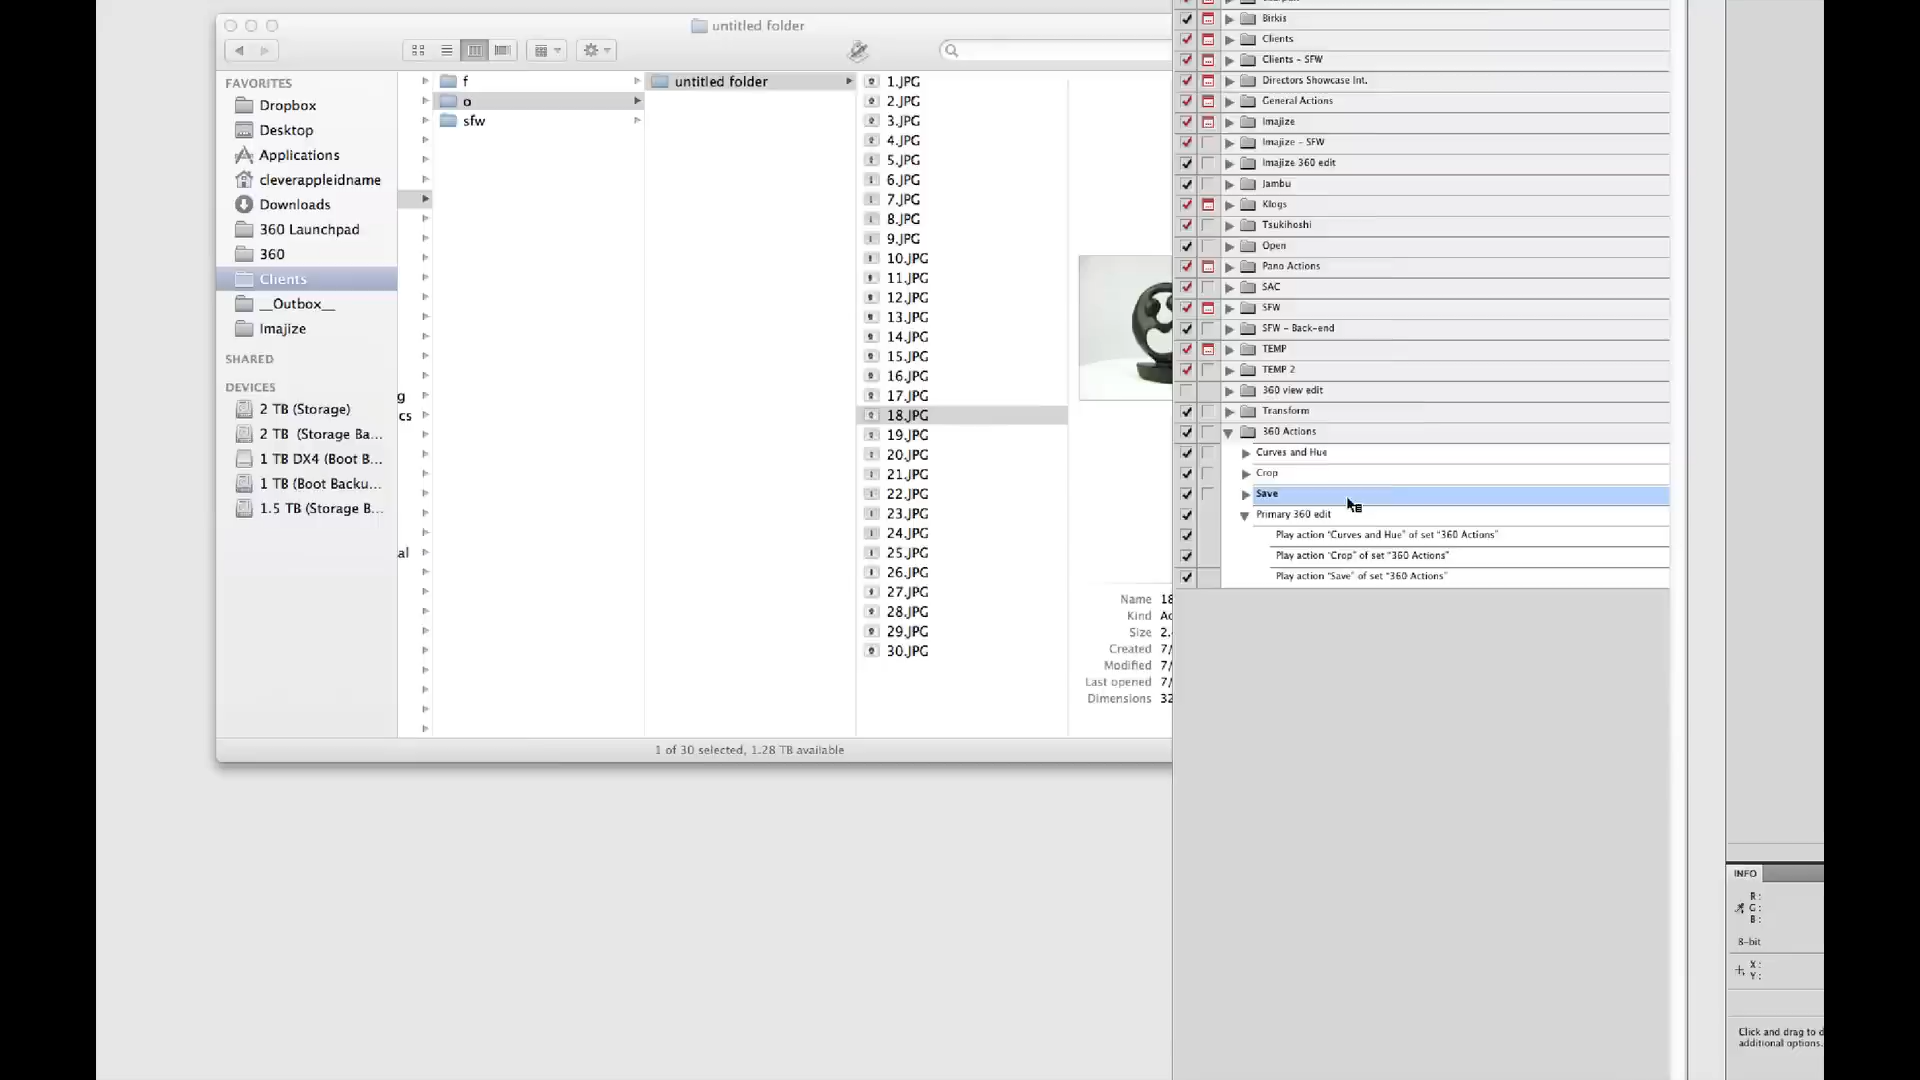 untitled folder
FAVORITES
Dropbox
Desktop
Applications
cleverappleidname
Downloads
360 Launchpad
360
Clients
__Outbox__
Imajize
SHARED
DEVICES
2 TB (Storage)
2 TB (Storage Ba...
1 TB DX4 (Boot B...
1 TB (Boot Backu...
1.5 TB (Storage B...
g
cs
al
f
o
sfw
untitled folder
1.JPG
2.JPG
3.JPG
4.JPG
5.JPG
6.JPG
7.JPG
8.JPG
9.JPG
10.JPG
11.JPG
12.JPG
13.JPG
14.JPG
15.JPG
16.JPG
17.JPG
18.JPG
19.JPG
20.JPG
21.JPG
22.JPG
23.JPG
24.JPG
25.JPG
26.JPG
27.JPG
28.JPG
29.JPG
30.JPG
Name 18
Kind
Size 2.
Created 7/
Modified 7/
Last opened 7/
Dimensions 32
1 of 30 selected, 1.28 TB available
Birkis
Clients
Clients - SFW
Directors Showcase Int.
General Actions
Imajize
Imajize - SFW
Imajize 360 edit
Jambu
Klogs
Tsukihoshi
Open
Pano Actions
SAC
SFW
SFW - Back-end
TEMP
TEMP 2
360 view edit
Transform
360 Actions
Curves and Hue
Crop
Save
Primary 360 edit
Play action "Curves and Hue" of set "360 Actions"
Play action "Crop" of set "360 Actions"
Play action "Save" of set "360 Actions"
INFO
R:
G:
B:
8-bit
X:
Y:
Click and drag to d
additional options.